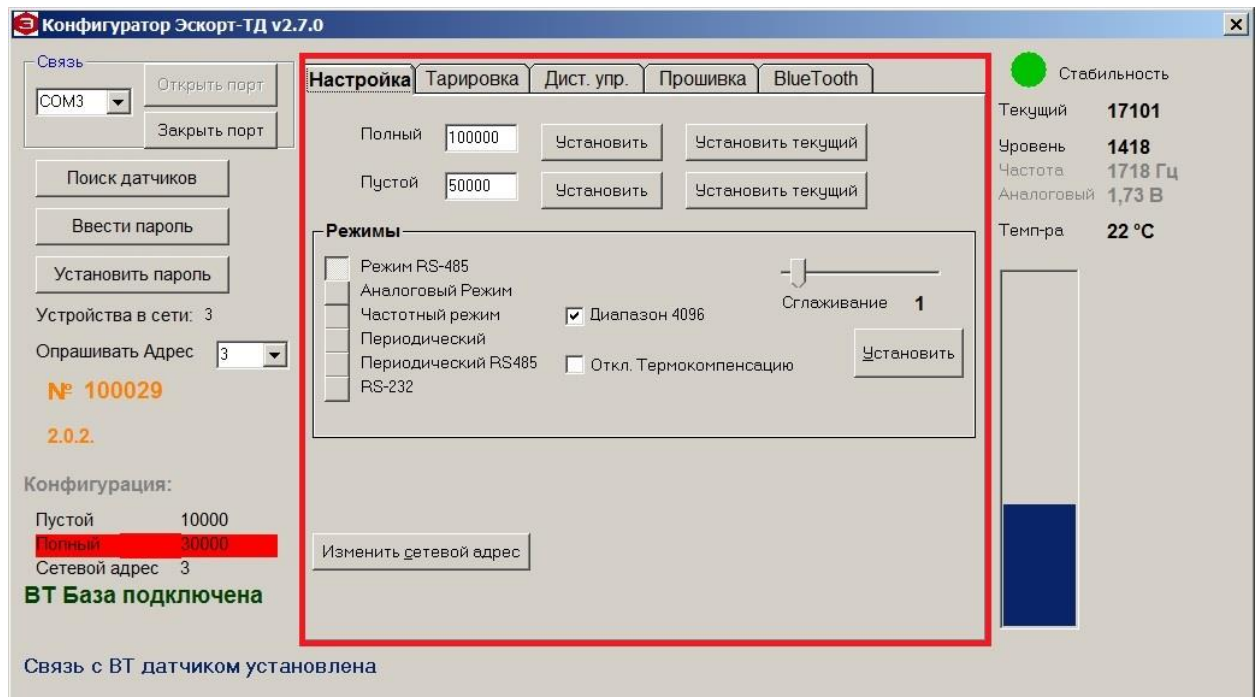 Конфигуратор Эскорт-ТД v2.7.0
Связь
COM3
Открыть порт
Закрыть порт
Поиск датчиков
Ввести пароль
Установить пароль
Устройства в сети: 3
Опрашивать Адрес 3
№ 100029
2.0.2.
Конфигурация:
Пустой 10000
Полный 30000
Сетевой адрес 3
BT База подключена
Связь с BT датчиком установлена
Настройка Тарировка Дист. упр. Прошивка BlueTooth
Полный 100000 Установить Установить текущий
Пустой 50000 Установить Установить текущий
Режимы
Режим RS-485
Аналоговый Режим
Частотный режим
Периодический
Периодический RS485
RS-232
Диапазон 4096
Откл. Термокомпенсацию
Сглаживание 1
Установить
Изменить сетевой адрес
Стабильность
Текущий 17101
Уровень 1418
Частота 1718 Гц
Аналоговый 1,73 В
Темп-ра 22 °C